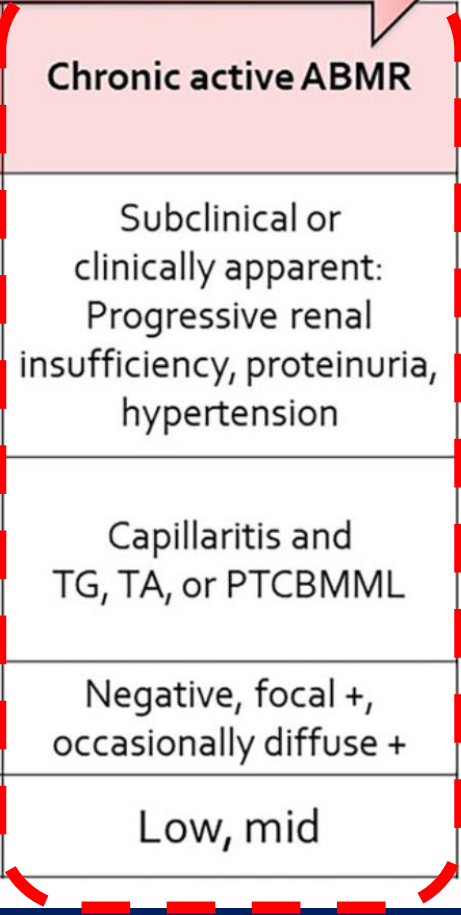 Chronic active ABMR
Subclinical or
clinically apparent:
Progressive renal
insufficiency, proteinuria,
hypertension
Capillaritis and
TG, TA, or PTCBMML
Negative, focal +,
occasionally diffuse +
Low, mid